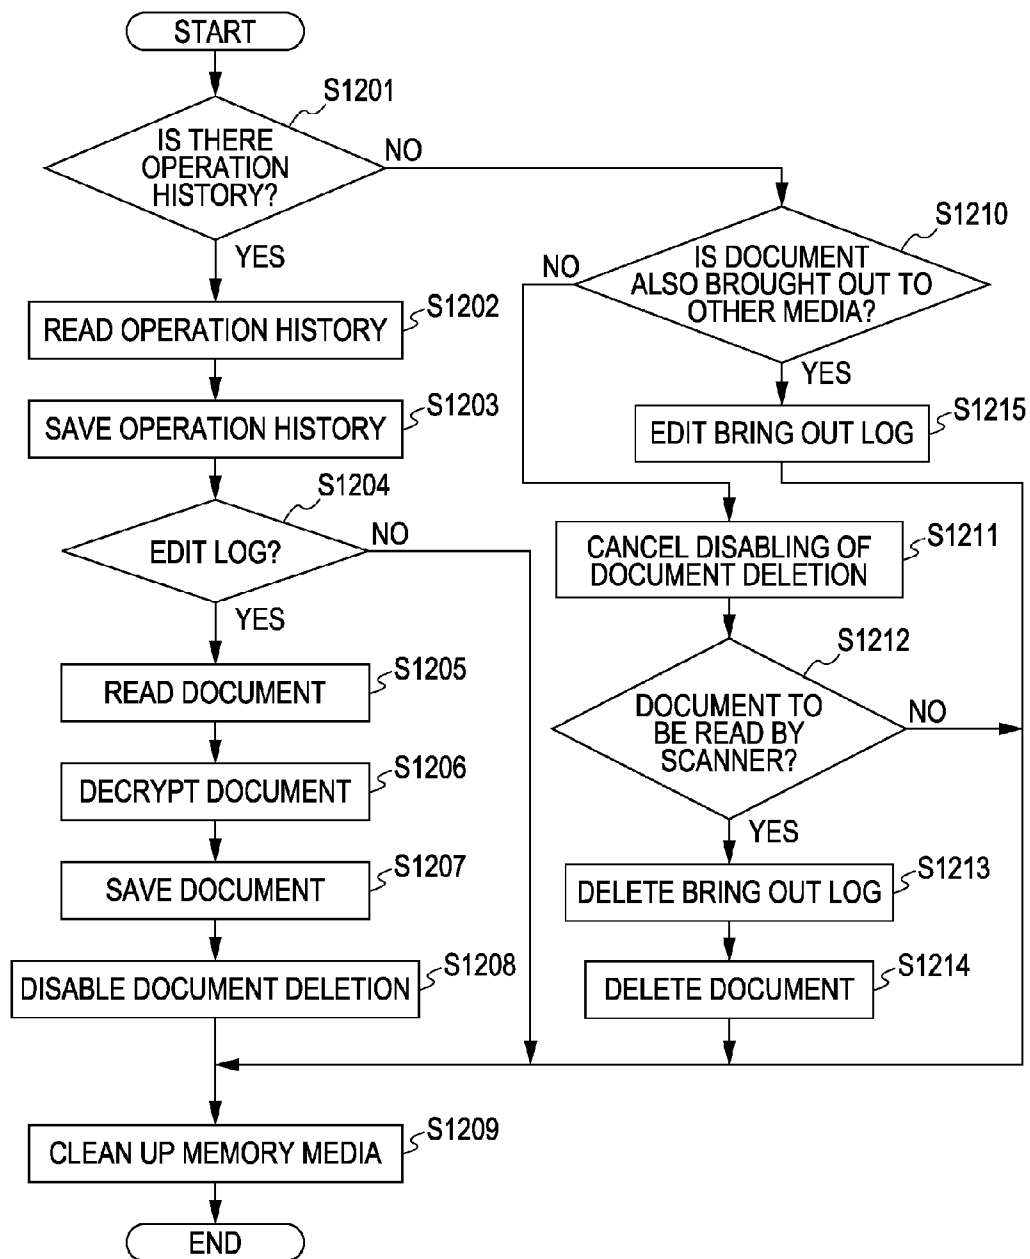 START
S1201
IS THERE
OPERATION
HISTORY?
NO
YES
S1202
READ OPERATION HISTORY
S1203
SAVE OPERATION HISTORY
S1204
EDIT LOG?
NO
YES
S1205
READ DOCUMENT
S1206
DECRYPT DOCUMENT
S1207
SAVE DOCUMENT
S1208
DISABLE DOCUMENT DELETION
S1210
IS DOCUMENT
ALSO BROUGHT OUT TO
OTHER MEDIA?
NO
YES
S1215
EDIT BRING OUT LOG
S1211
CANCEL DISABLING OF
DOCUMENT DELETION
S1212
DOCUMENT TO
BE READ BY
SCANNER?
NO
YES
S1213
DELETE BRING OUT LOG
S1214
DELETE DOCUMENT
S1209
CLEAN UP MEMORY MEDIA
END